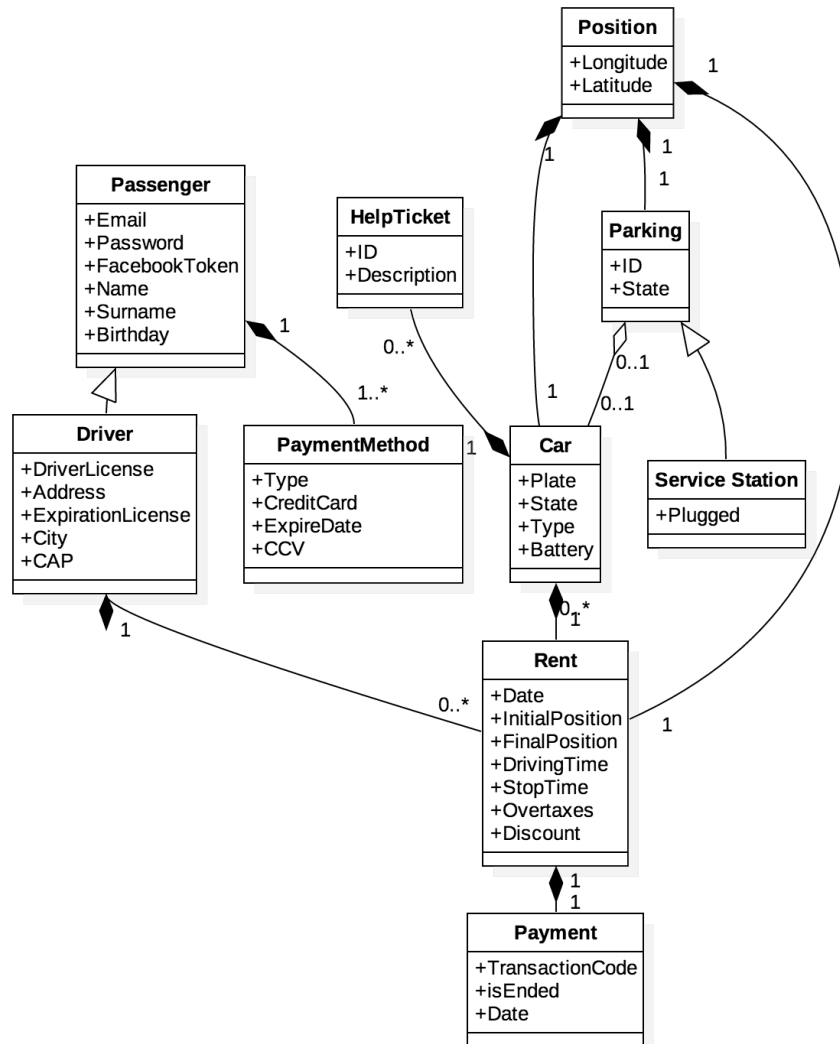 Position
+Longitude
+Latitude
1
1
1
1
Passenger
+Email
+Password
+FacebookToken
+Name
+Surname
+Birthday
HelpTicket
+ID
+Description
Parking
+ID
+State
1
0..*
0..1
1..*
1
0..1
Driver
+DriverLicense
+Address
+ExpirationLicense
+City
+CAP
PaymentMethod
+Type
+CreditCard
+ExpireDate
+CCV
1
Car
+Plate
+State
+Type
+Battery
Service Station
+Plugged
1
0..*
1
Rent
+Date
+InitialPosition
+FinalPosition
+DrivingTime
+StopTime
+Overtaxes
+Discount
0..*
1
1
1
Payment
+TransactionCode
+isEnded
+Date